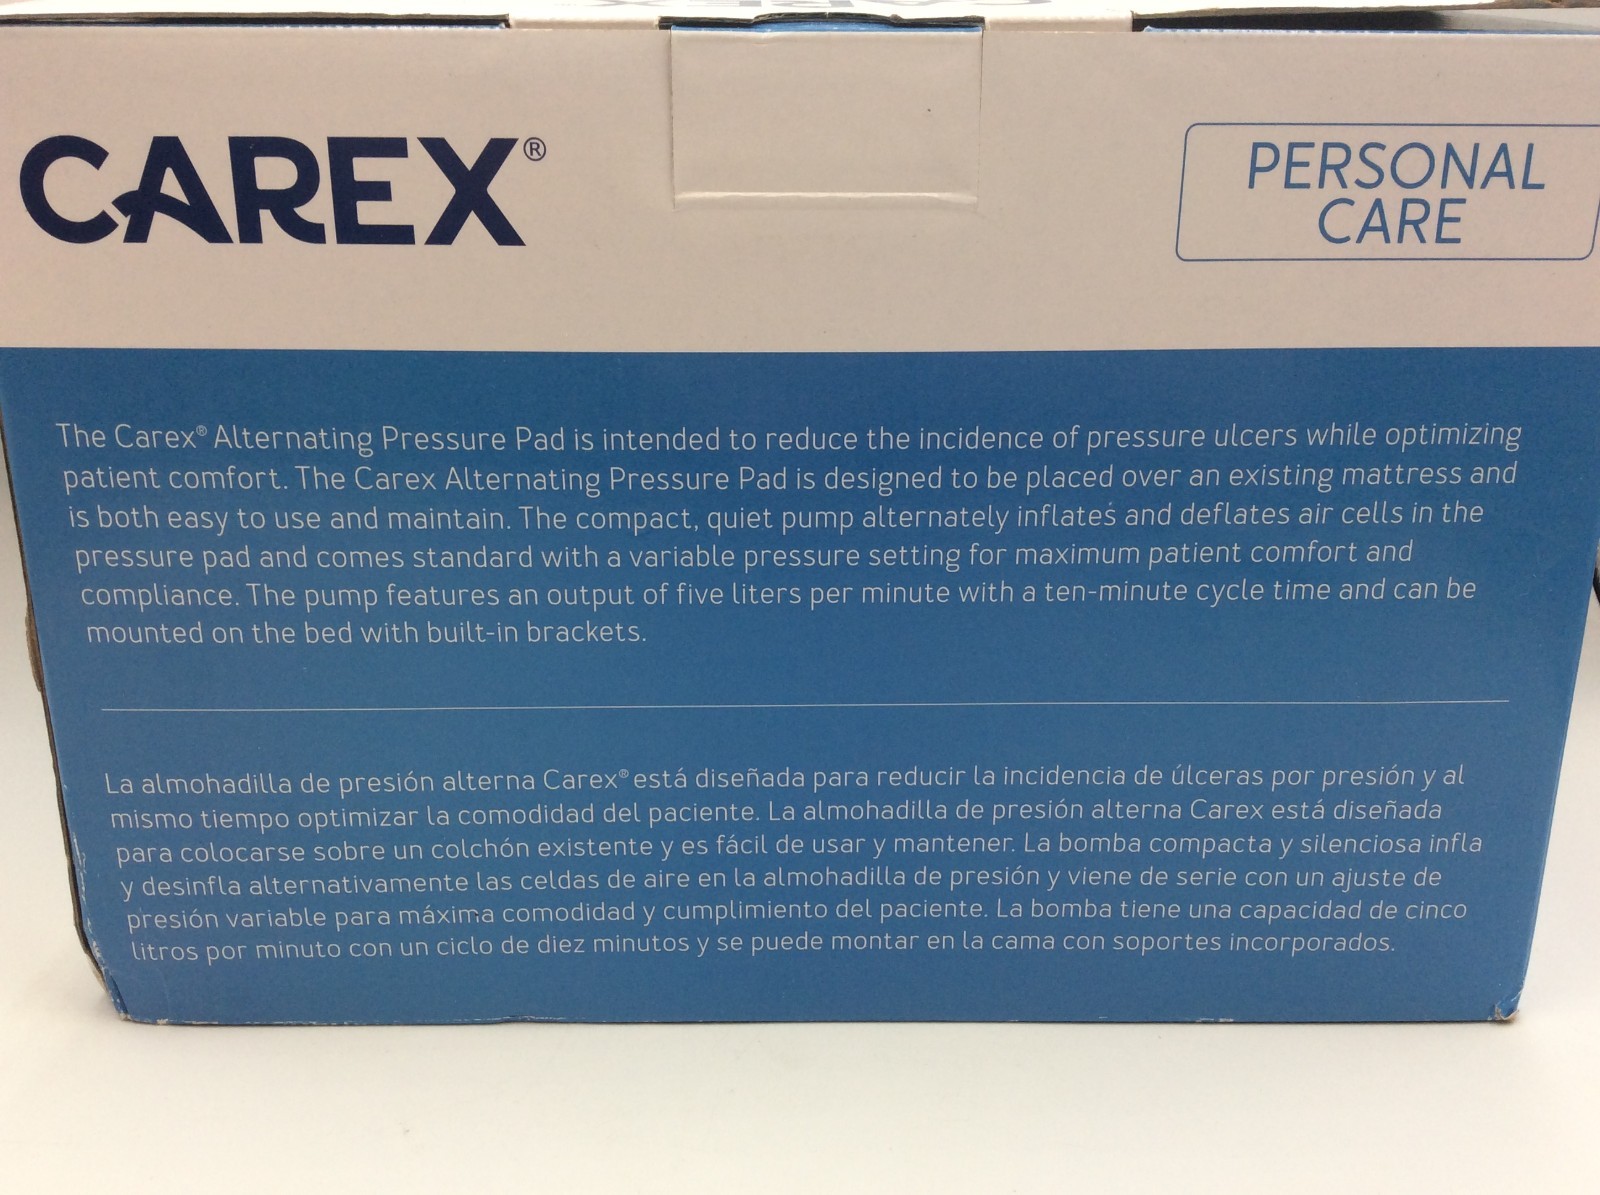 CAREX®
PERSONAL
CARE
The Carex® Alternating Pressure Pad is intended to reduce the incidence of pressure ulcers while optimizing
patient comfort. The Carex Alternating Pressure Pad is designed to be placed over an existing mattress and
is both easy to use and maintain. The compact, quiet pump alternately inflates and deflates air cells in the
pressure pad and comes standard with a variable pressure setting for maximum patient comfort and
compliance. The pump features an output of five liters per minute with a ten-minute cycle time and can be
mounted on the bed with built-in brackets.
La almohadilla de presión alterna Carex® está diseñada para reducir la incidencia de úlceras por presión y al
mismo tiempo optimizar la comodidad del paciente. La almohadilla de presión alterna Carex está diseñada
para colocarse sobre un colchón existente y es fácil de usar y mantener. La bomba compacta y silenciosa infla
y desinfla alternativamente las celdas de aire en la almohadilla de presión y viene de serie con un ajuste de
presión variable para máxima comodidad y cumplimiento del paciente. La bomba tiene una capacidad de cinco
litros por minuto con un ciclo de diez minutos y se puede montar en la cama con soportes incorporados.